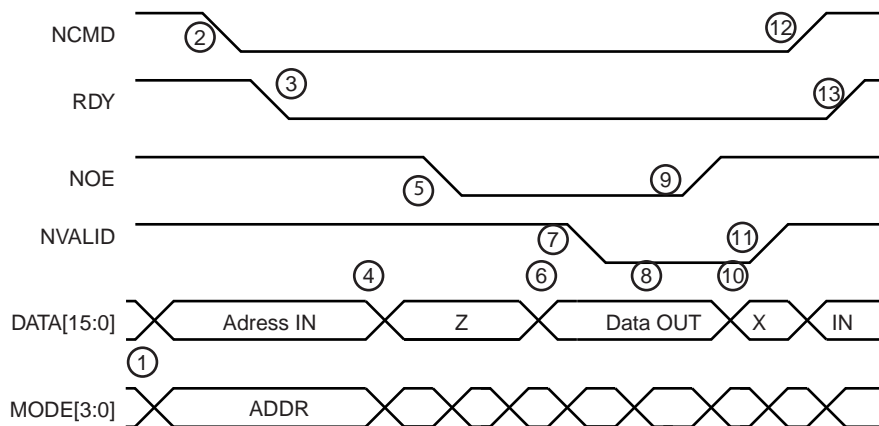 NCMD
2
12
RDY
3
13
NOE
5
9
NVALID
7
8
10
11
4
6
DATA[15:0]
Adress IN
Z
Data OUT
X
IN
1
MODE[3:0]
ADDR